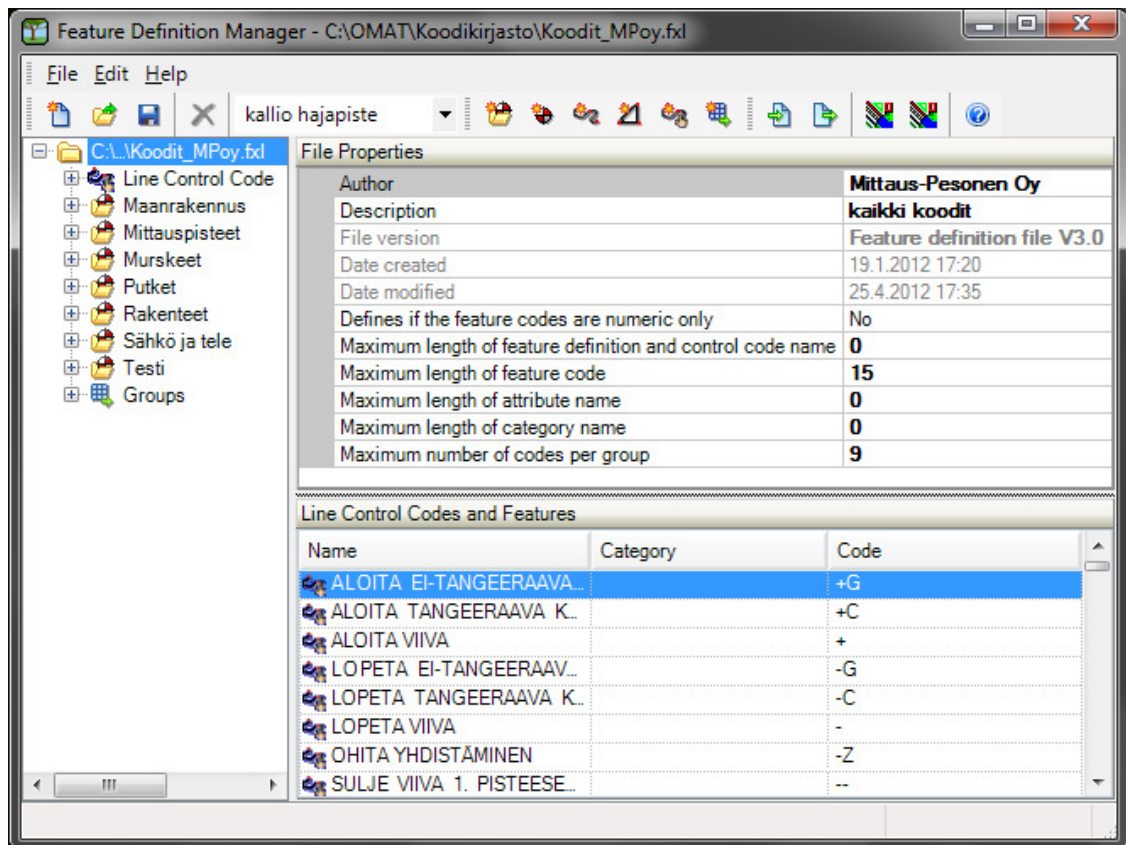 Feature Definition Manager - C:\OMAT\Koodikirjasto\Koodit_MPoy.fxl
File Edit Help
kallio hajapiste
C:\..\Koodit_MPoy.fxl
Line Control Code
Maanrakennus
Mittauspisteet
Murskeet
Putket
Rakenteet
Sähkö ja tele
Testi
Groups
File Properties
Author Mittaus-Pesonen Oy
Description kaikki koodit
File version Feature definition file V3.0
Date created 19.1.2012 17:20
Date modified 25.4.2012 17:35
Defines if the feature codes are numeric only No
Maximum length of feature definition and control code name 0
Maximum length of feature code 15
Maximum length of attribute name 0
Maximum length of category name 0
Maximum number of codes per group 9
Line Control Codes and Features
Name Category Code
ALOITA EI-TANGEERAAVA... +G
ALOITA TANGEERAAVA K... +C
ALOITA VIIVA +
LOPETA EI-TANGEERAAV... -G
LOPETA TANGEERAAVA K... -C
LOPETA VIIVA -
OHITA YHDISTÄMINEN -Z
SULJE VIIVA 1. PISTEESE... --